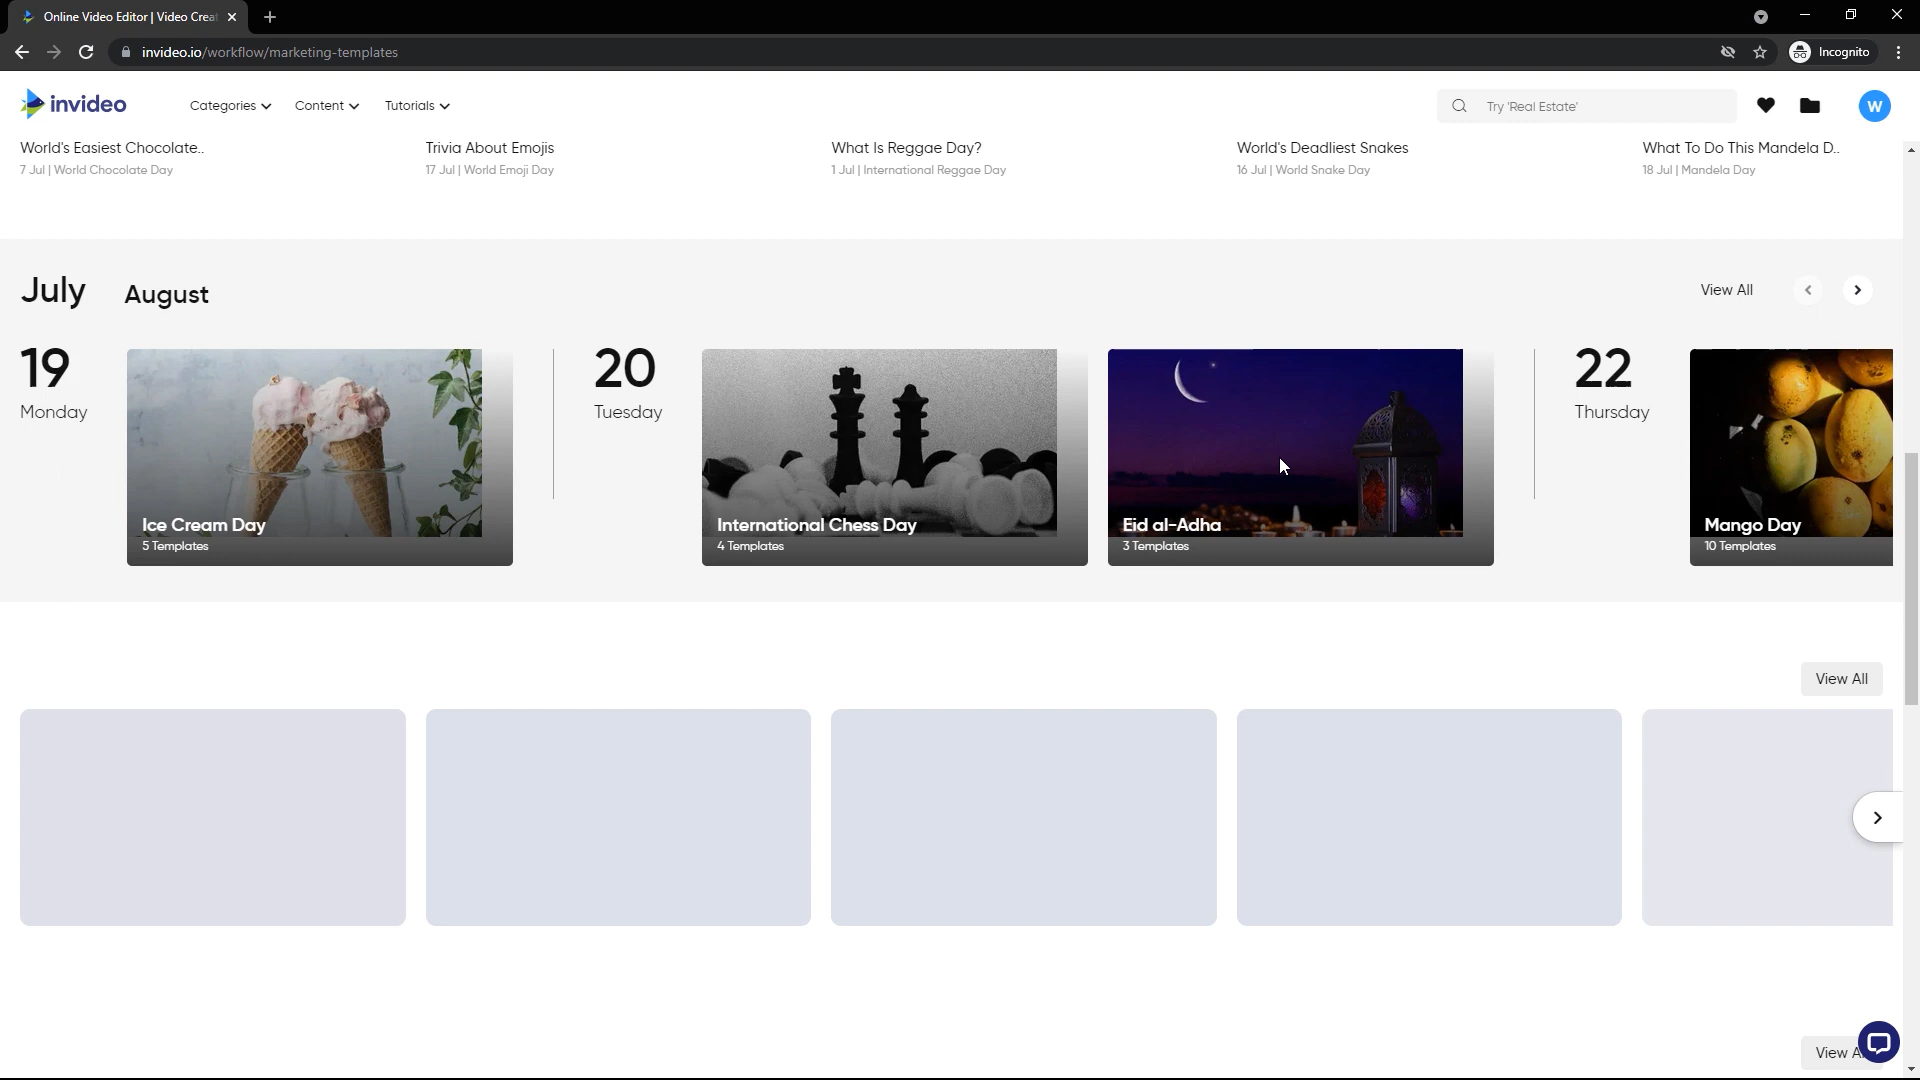 Online Video Editor | Video Crea
invideo.io/workflow/marketing-templates
Incognito
invideo
Categories
Content
Tutorials
Try 'Real Estate'
W
World's Easiest Chocolate..
Trivia About Emojis
What Is Reggae Day?
World's Deadliest Snakes
What To Do This Mandela D..
7 Jul | World Chocolate Day
17 Jul | World Emoji Day
1 Jul | International Reggae Day
16 Jul | World Snake Day
18 Jul | Mandela Day
July
August
View All
19
Monday
Ice Cream Day
5 Templates
20
Tuesday
International Chess Day
4 Templates
Eid al-Adha
3 Templates
22
Thursday
Mango Day
10 Templates
View All
View A